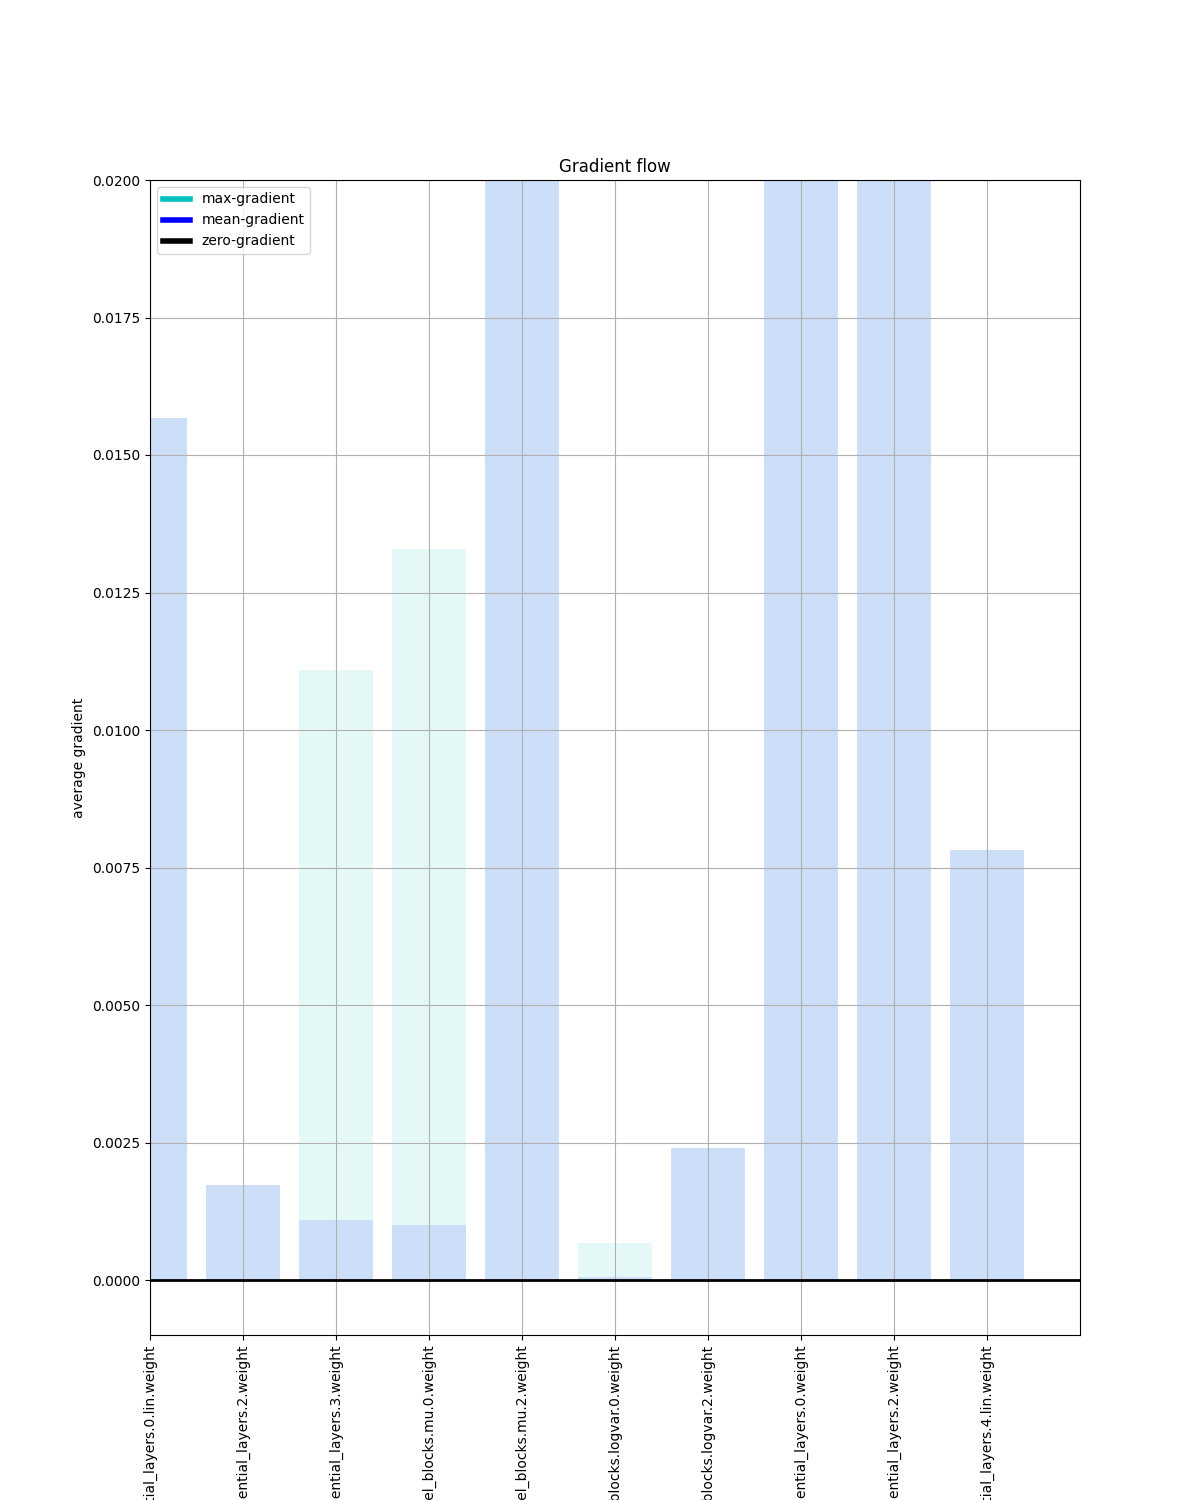 Gradient flow
max-gradient
mean-gradient
zero-gradient
average gradient
0.0200
0.0175
0.0150
0.0125
0.0100
0.0075
0.0050
0.0025
0.0000
tial_layers.0.lin.weight
ential_layers.2.weight
ential_layers.3.weight
el_blocks.mu.0.weight
el_blocks.mu.2.weight
blocks.logvar.0.weight
blocks.logvar.2.weight
ential_layers.0.weight
ential_layers.2.weight
tial_layers.4.lin.weight